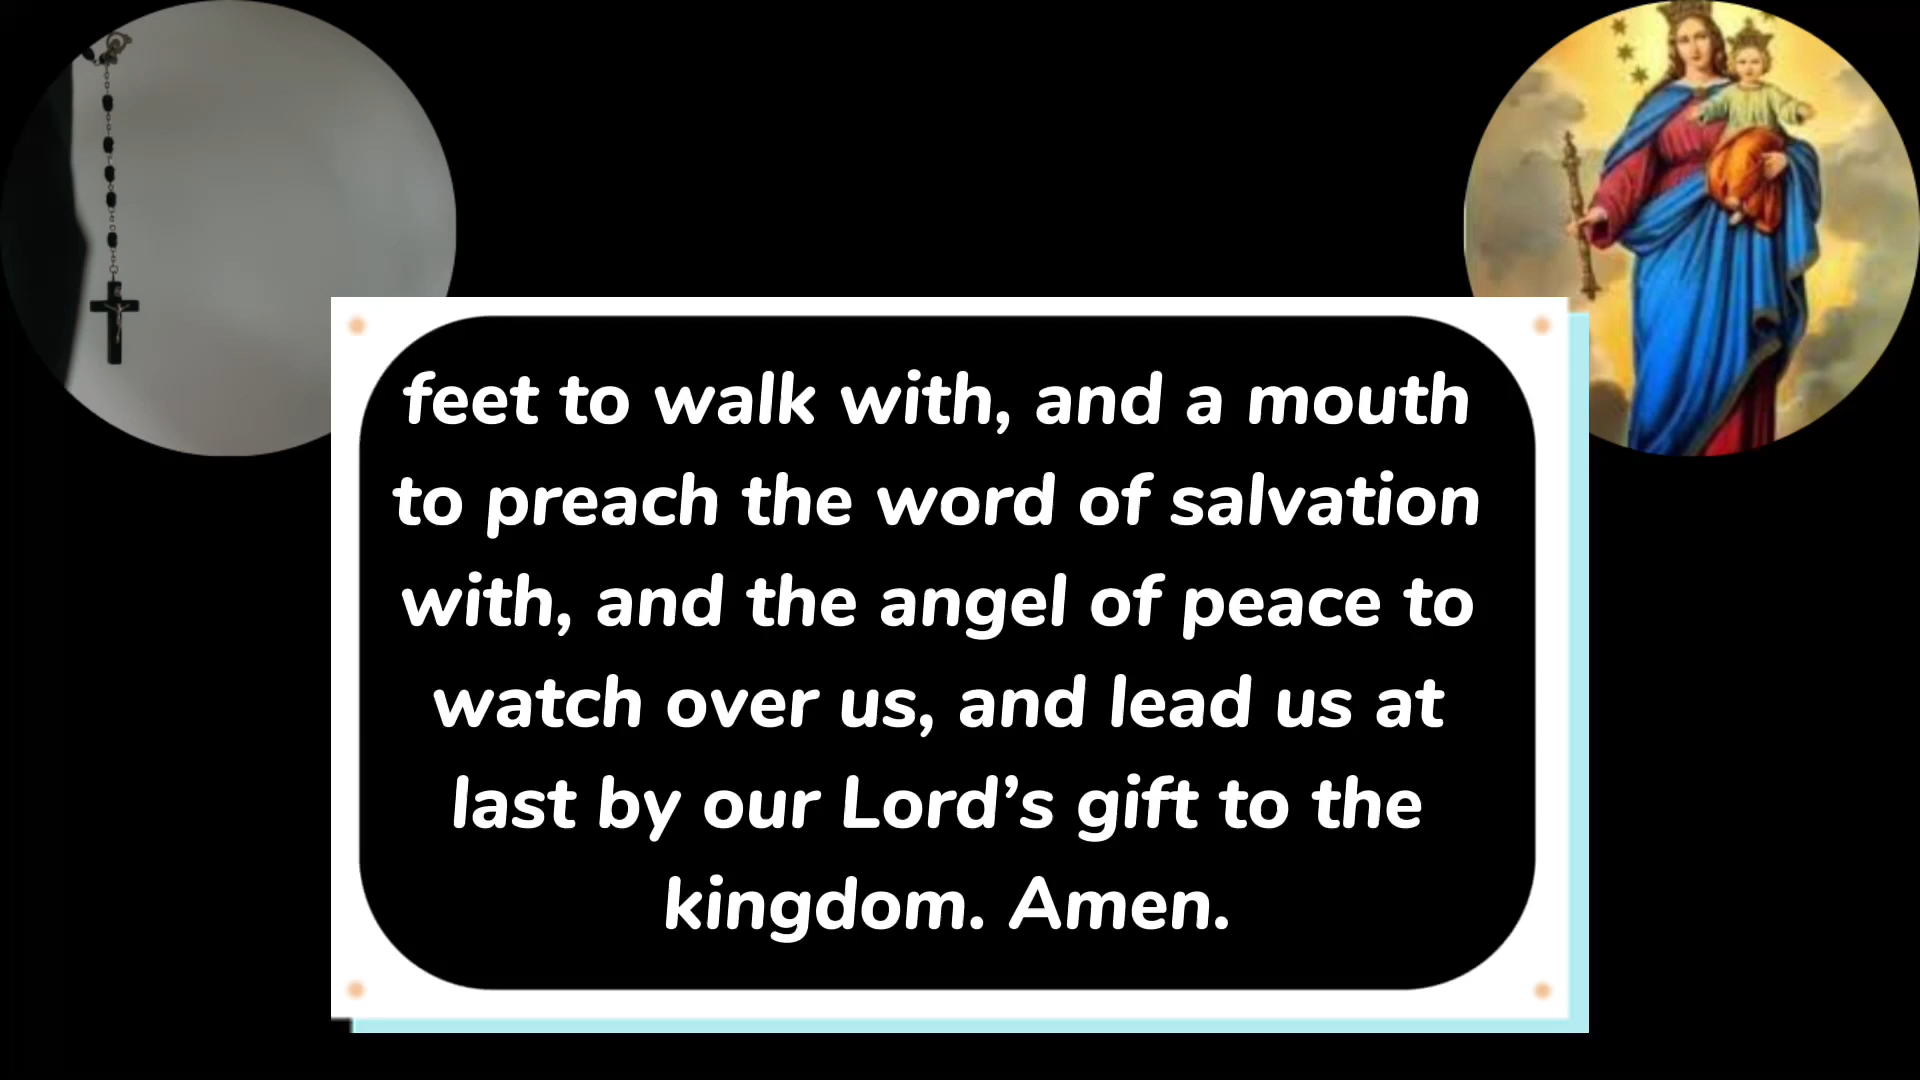 feet to walk with, and a mouth
to preach the word of salvation
with, and the angel of peace to
watch over us, and lead us at
last by our Lord’s gift to the
kingdom. Amen.